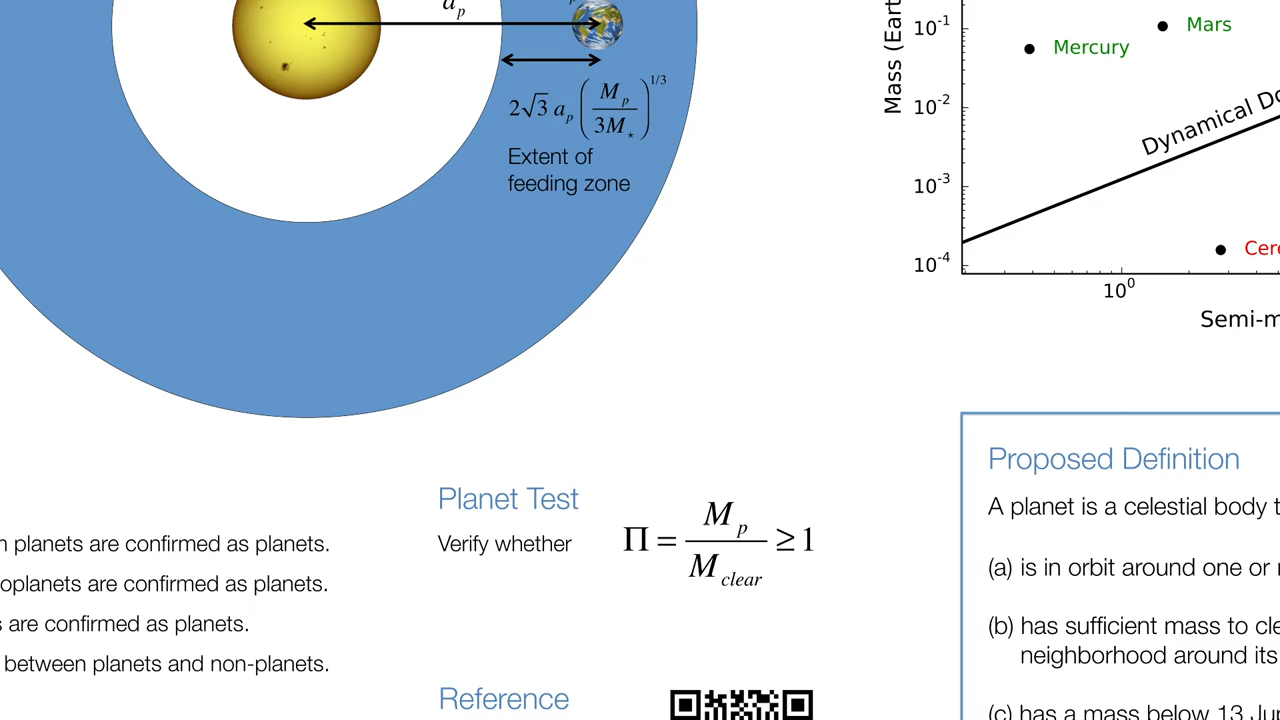 a_p
2√3 a_p (M_p / 3M_⋆)^1/3
Extent of
feeding zone
Mass (Eart
10^-1
10^-2
10^-3
10^-4
10^0
Mars
Mercury
Dynamical Do
Cere
Semi-m
Planet Test
Verify whether
Π = M_p / M_clear ≥ 1
n planets are confirmed as planets.
oplanets are confirmed as planets.
s are confirmed as planets.
between planets and non-planets.
Reference
Proposed Definition
A planet is a celestial body t
(a) is in orbit around one or
(b) has sufficient mass to cle
neighborhood around its
(c) has a mass below 13 Jup